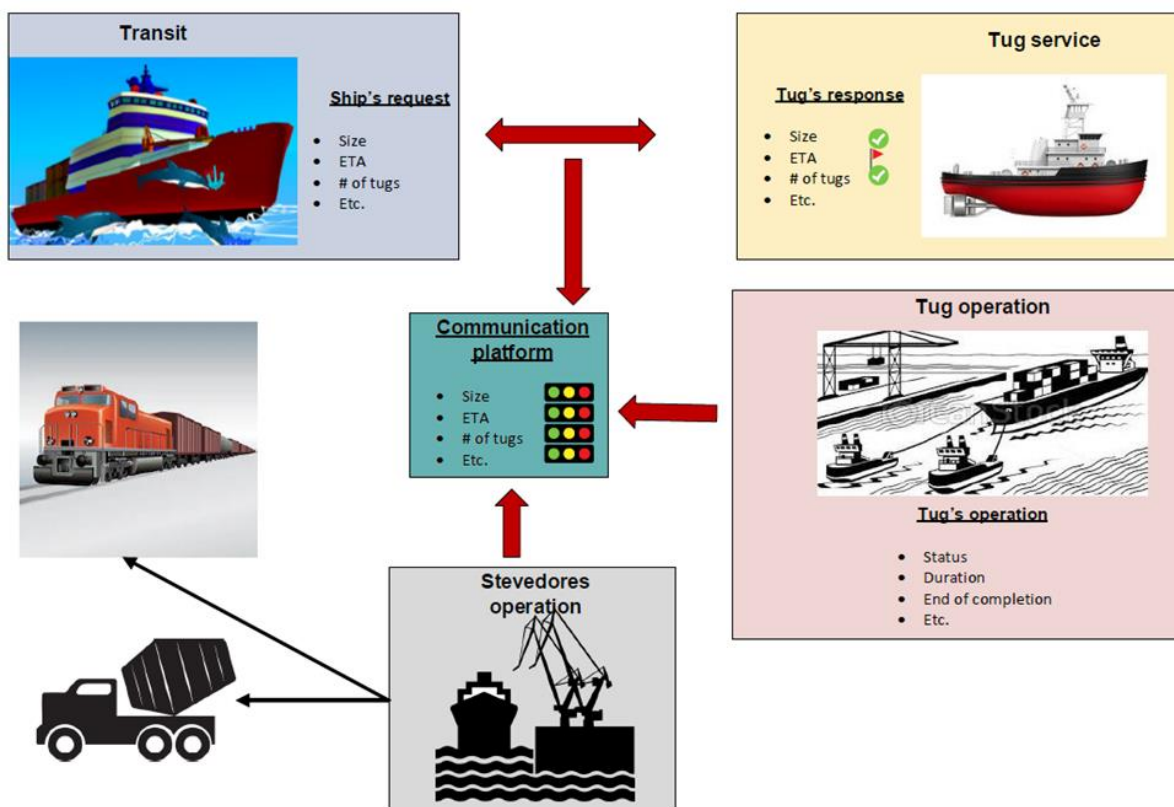 Transit
Ship's request
• Size
• ETA
• # of tugs
• Etc.
Tug service
Tug's response
• Size
• ETA
• # of tugs
• Etc.
Communication
platform
• Size
• ETA
• # of tugs
• Etc.
Tug operation
Tug's operation
• Status
• Duration
• End of completion
• Etc.
Stevedores
operation